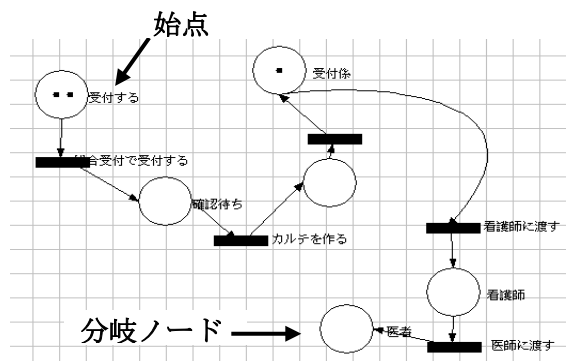 始点
受付する
受付係
合受付で受付する
確認待ち
カルテを作る
看護師に渡す
看護師
分岐ノード
医者
医師に渡す